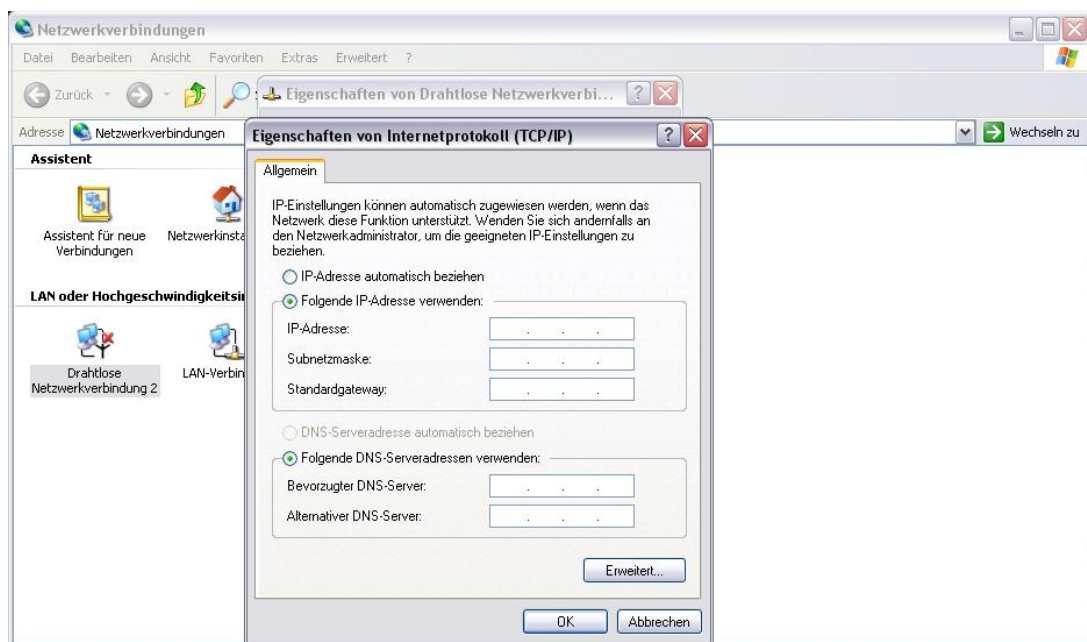 Netzwerkverbindungen
Datei Bearbeiten Ansicht Favoriten Extras Erweitert ?
Zurück
Eigenschaften von Drahtlose Netzwerkverbi... ?
Adresse Netzwerkverbindungen
Wechseln zu
Eigenschaften von Internetprotokoll (TCP/IP) ?
Assistent
Assistent für neue
Verbindungen
Netzwerkinsta
LAN oder Hochgeschwindigkeitsi
Drahtlose
Netzwerkverbindung 2
LAN-Verbin
Allgemein
IP-Einstellungen können automatisch zugewiesen werden, wenn das
Netzwerk diese Funktion unterstützt. Wenden Sie sich andernfalls an
den Netzwerkadministrator, um die geeigneten IP-Einstellungen zu
beziehen.
IP-Adresse automatisch beziehen
Folgende IP-Adresse verwenden:
IP-Adresse: . . .
Subnetzmaske: . . .
Standardgateway: . . .
DNS-Serveradresse automatisch beziehen
Folgende DNS-Serveradressen verwenden:
Bevorzugter DNS-Server: . . .
Alternativer DNS-Server: . . .
Erweitert...
OK Abbrechen